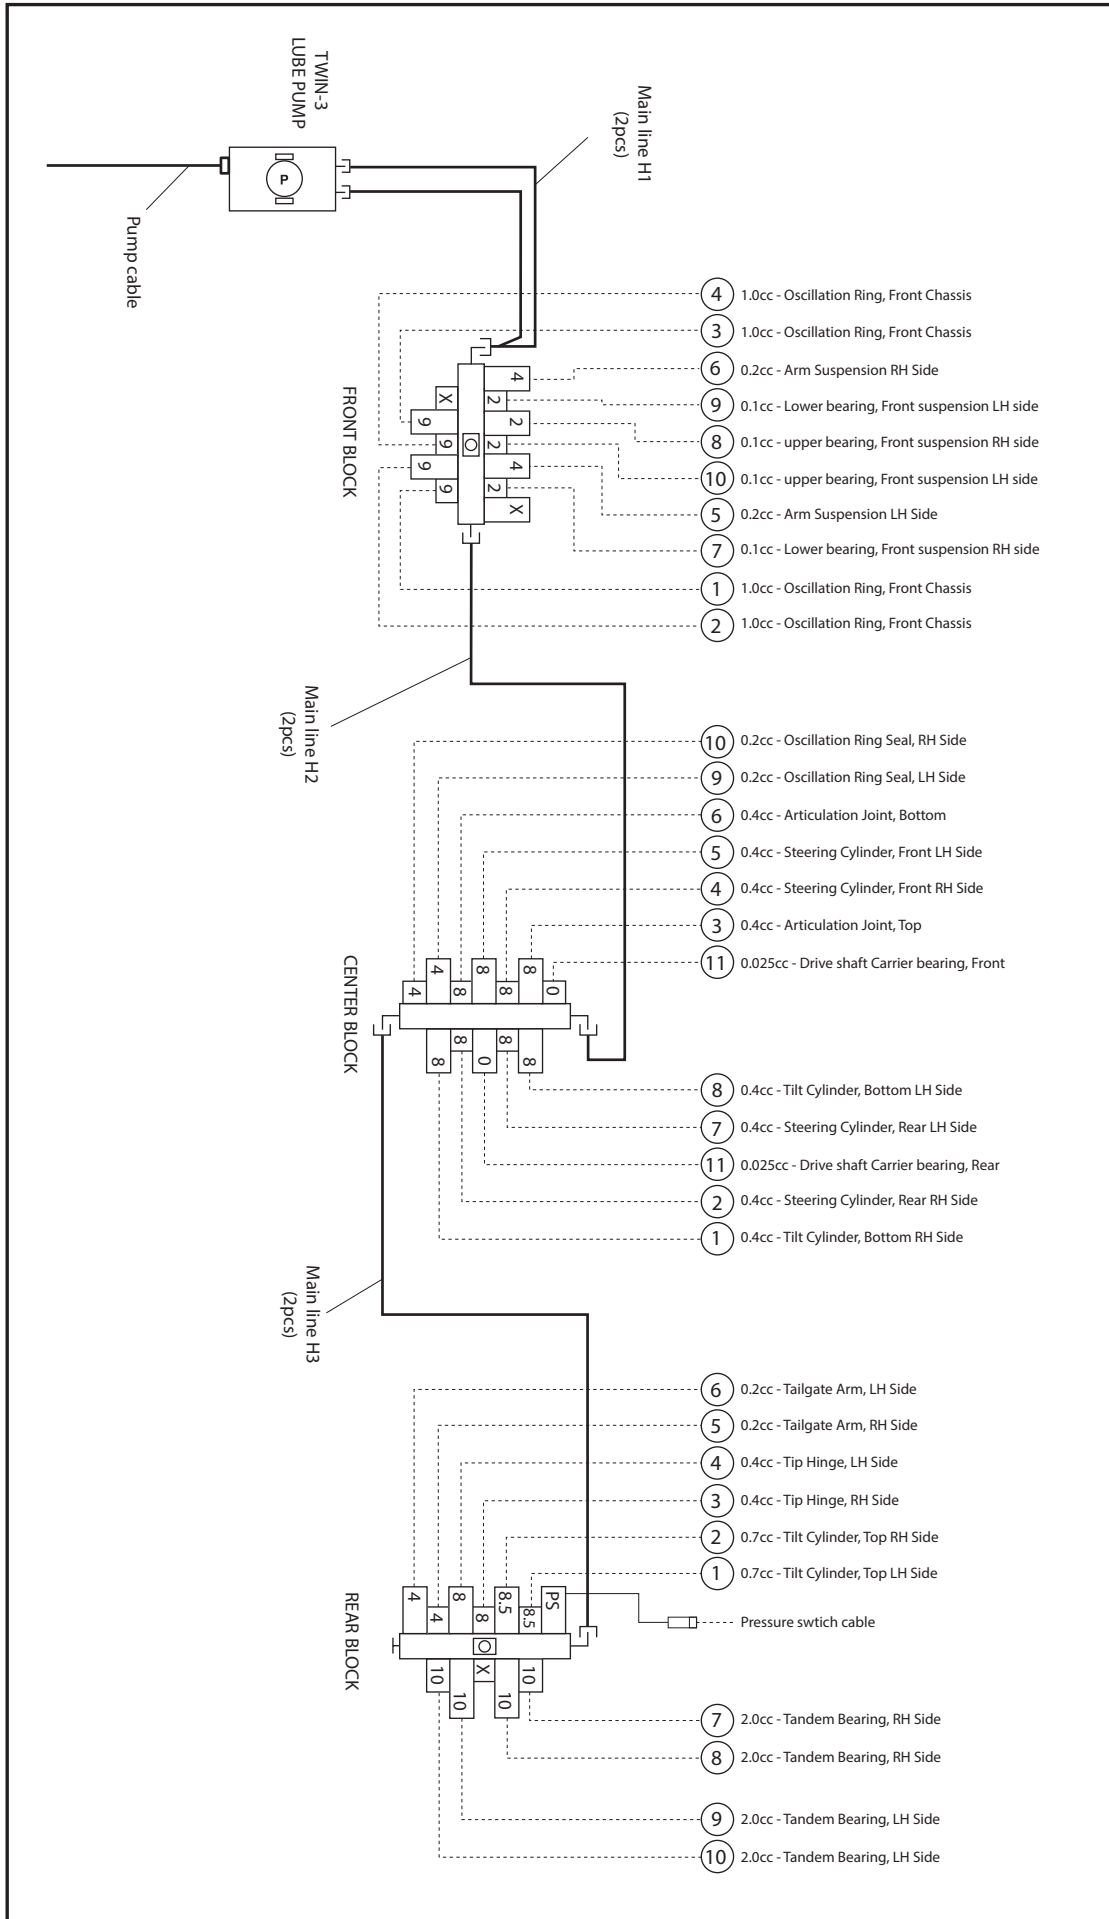 TWIN-3
LUBE PUMP
P
Main line H1
(2pcs)
Pump cable
4 1.0cc - Oscillation Ring, Front Chassis
3 1.0cc - Oscillation Ring, Front Chassis
6 0.2cc - Arm Suspension RH Side
9 0.1cc - Lower bearing, Front suspension LH side
8 0.1cc - upper bearing, Front suspension RH side
10 0.1cc - upper bearing, Front suspension LH side
5 0.2cc - Arm Suspension LH Side
7 0.1cc - Lower bearing, Front suspension RH side
1 1.0cc - Oscillation Ring, Front Chassis
2 1.0cc - Oscillation Ring, Front Chassis
FRONT BLOCK
4
2
2
2
4
2
X
X
9
9
9
9
Main line H2
(2pcs)
10 0.2cc - Oscillation Ring Seal, RH Side
9 0.2cc - Oscillation Ring Seal, LH Side
6 0.4cc - Articulation Joint, Bottom
5 0.4cc - Steering Cylinder, Front LH Side
4 0.4cc - Steering Cylinder, Front RH Side
3 0.4cc - Articulation Joint, Top
11 0.025cc - Drive shaft Carrier bearing, Front
CENTER BLOCK
4 4 8 8 8 8 0
8 8 0 8 8
8 0.4cc - Tilt Cylinder, Bottom LH Side
7 0.4cc - Steering Cylinder, Rear LH Side
11 0.025cc - Drive shaft Carrier bearing, Rear
2 0.4cc - Steering Cylinder, Rear RH Side
1 0.4cc - Tilt Cylinder, Bottom RH Side
Main line H3
(2pcs)
6 0.2cc - Tailgate Arm, LH Side
5 0.2cc - Tailgate Arm, RH Side
4 0.4cc - Tip Hinge, LH Side
3 0.4cc - Tip Hinge, RH Side
2 0.7cc - Tilt Cylinder, Top RH Side
1 0.7cc - Tilt Cylinder, Top LH Side
REAR BLOCK
4 4 8 8 8.5 8.5 PS
Pressure swtich cable
10 10 X 10 10
7 2.0cc - Tandem Bearing, RH Side
8 2.0cc - Tandem Bearing, RH Side
9 2.0cc - Tandem Bearing, LH Side
10 2.0cc - Tandem Bearing, LH Side